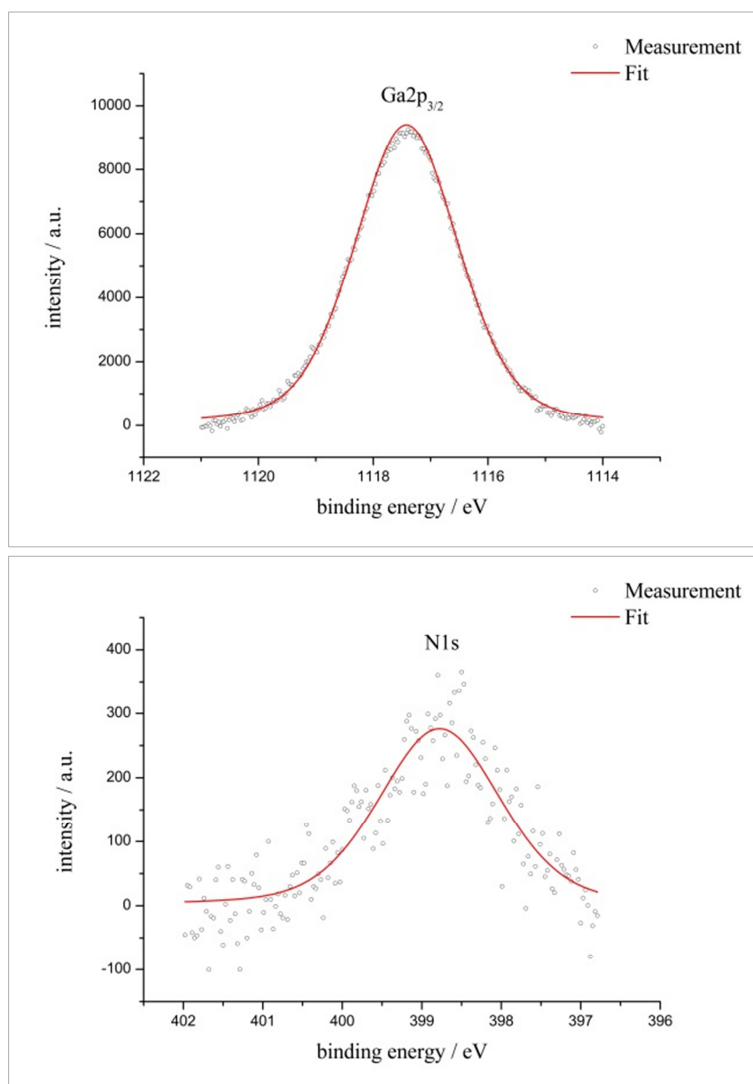 Measurement
Fit
Ga2p3/2
10000
8000
6000
4000
2000
0
intensity / a.u.
1122 1120 1118 1116 1114
binding energy / eV
Measurement
Fit
N1s
400
300
200
100
0
-100
intensity / a.u.
402 401 400 399 398 397 396
binding energy / eV